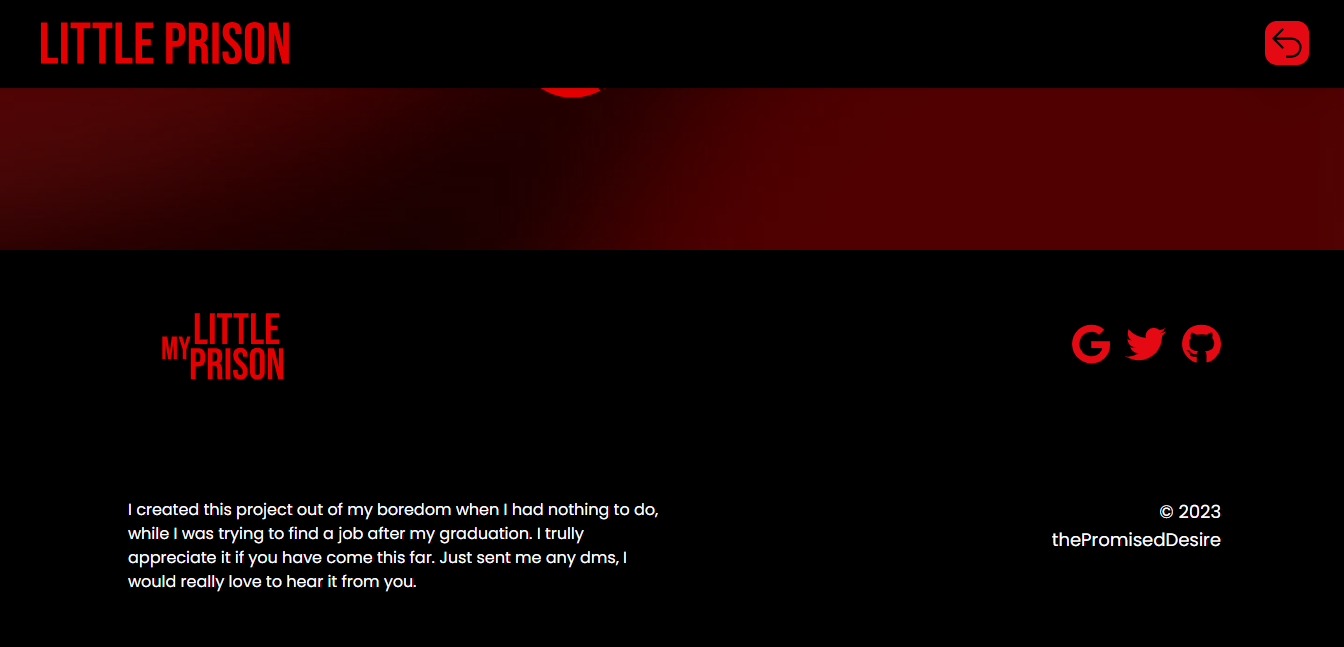 LITTLE PRISON
MY LITTLE
PRISON
I created this project out of my boredom when I had nothing to do,
while I was trying to find a job after my graduation. I trully
appreciate it if you have come this far. Just sent me any dms, I
would really love to hear it from you.
© 2023
thePromisedDesire